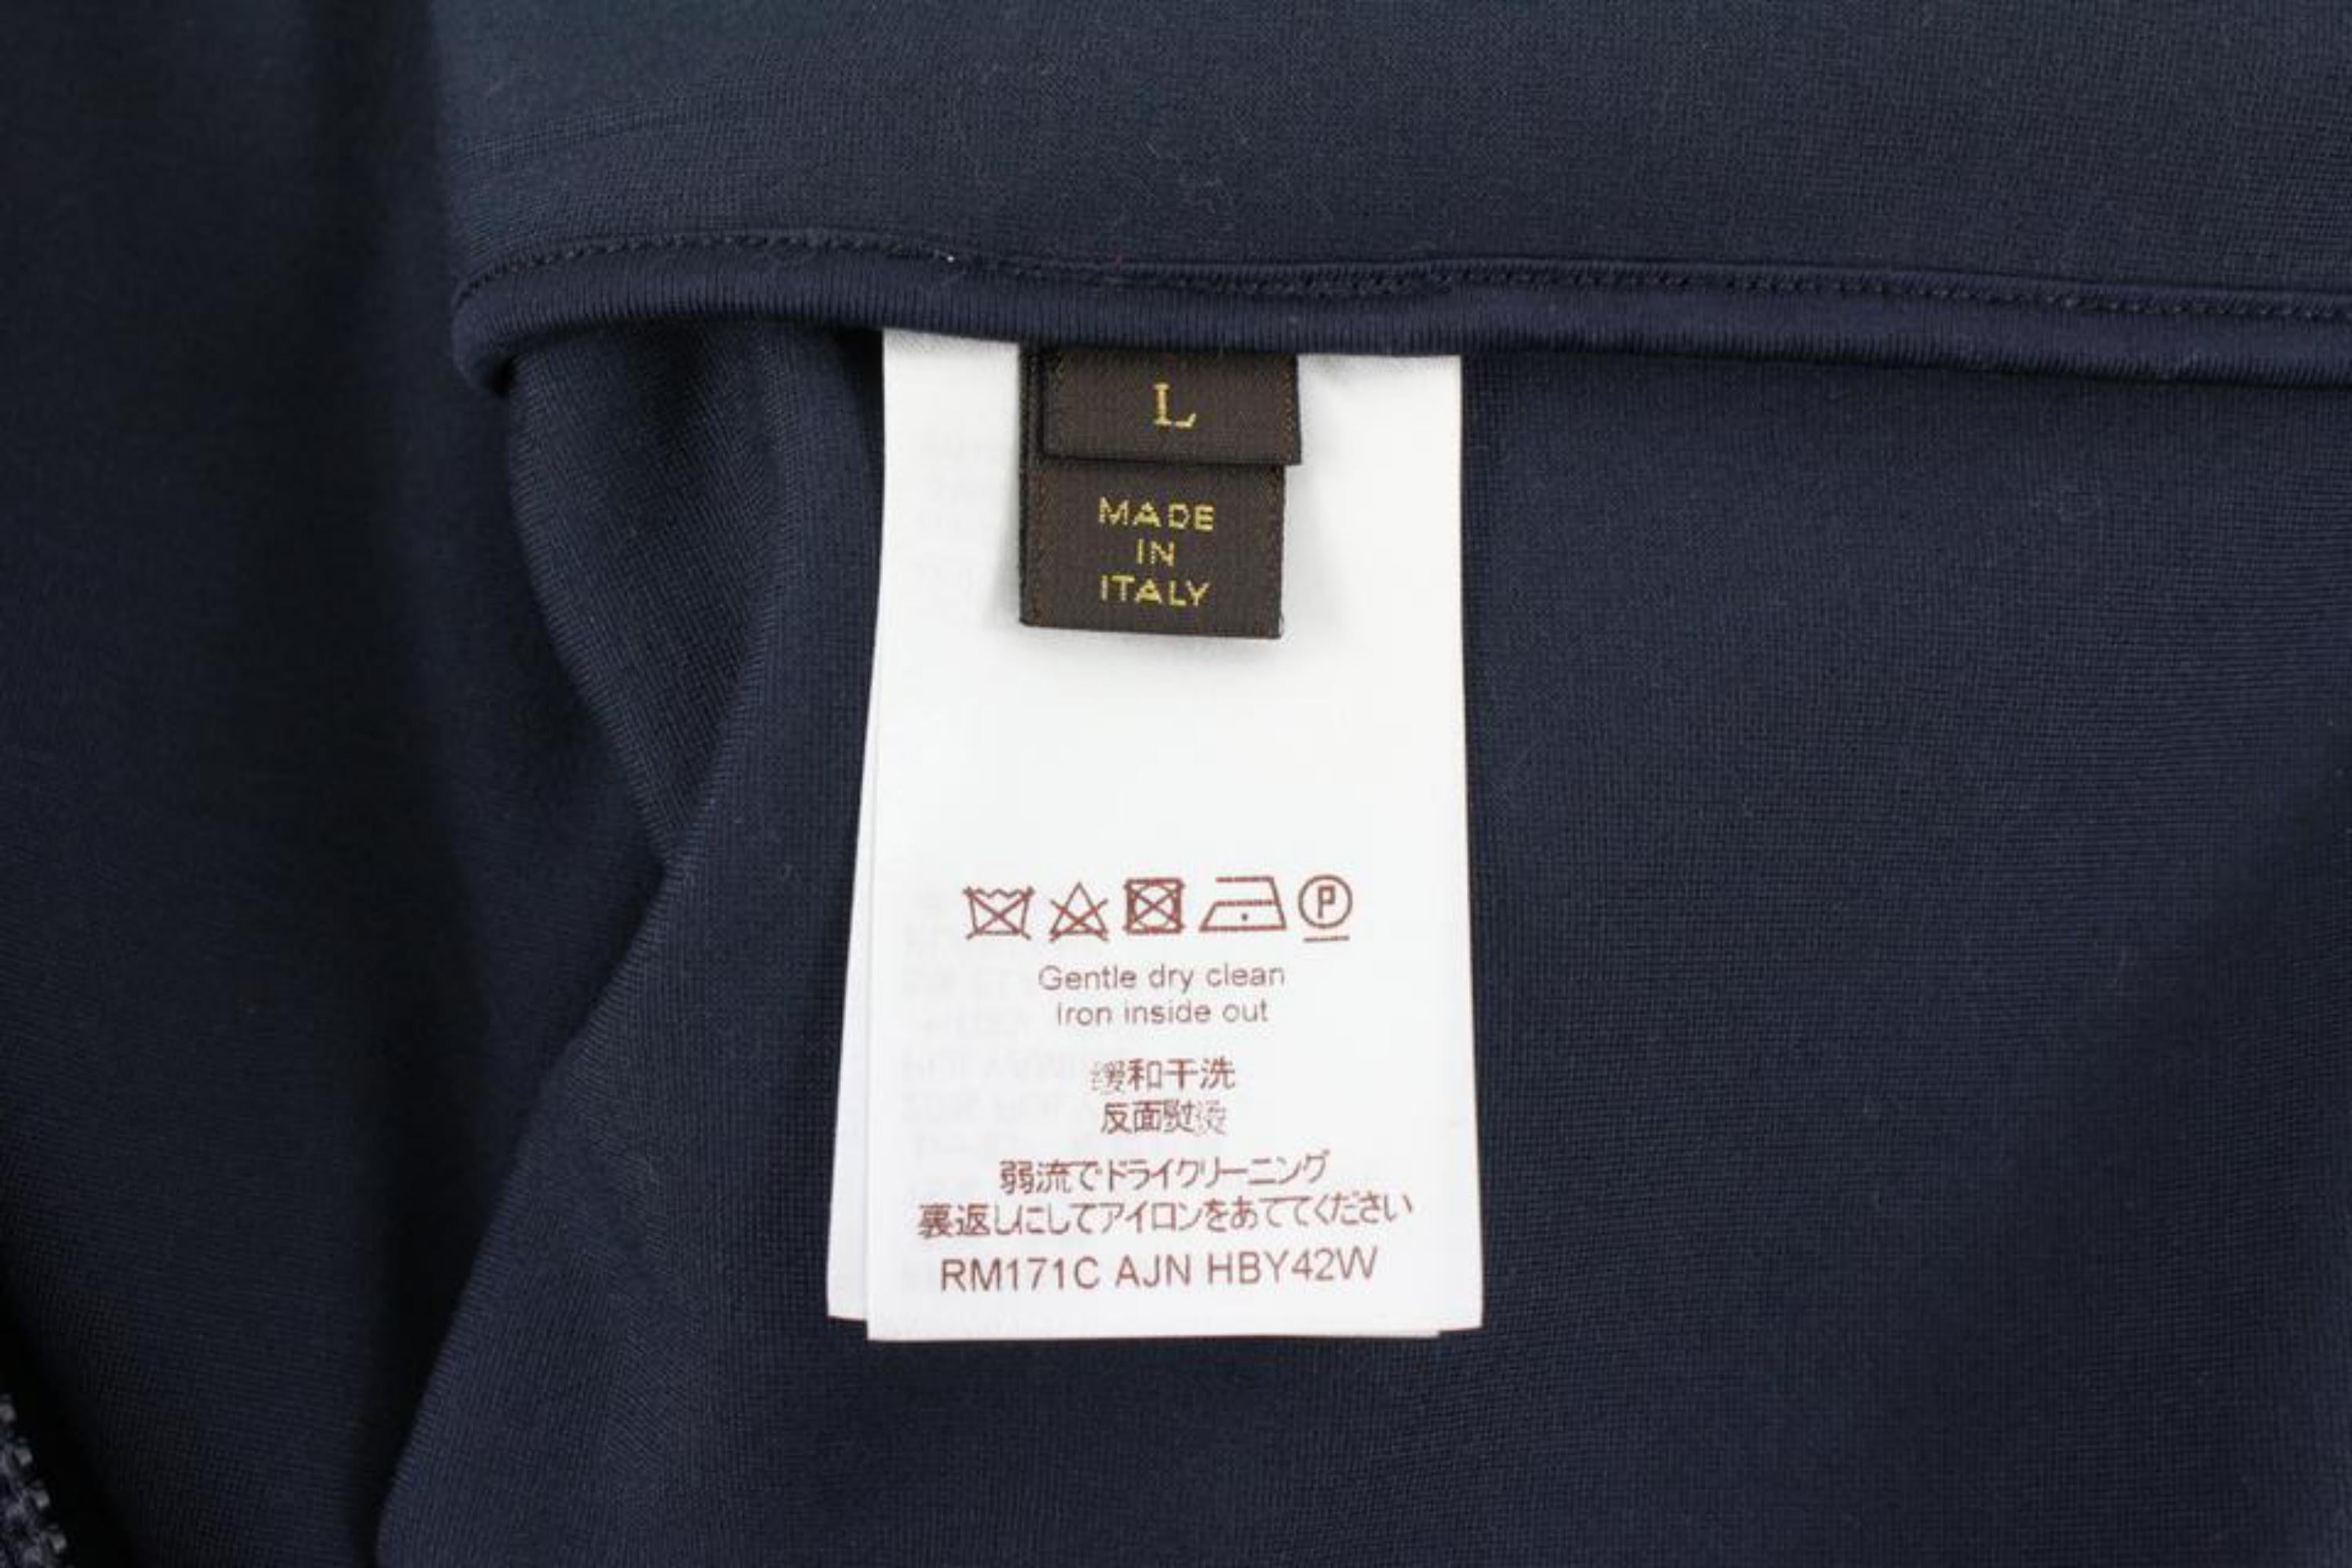 L
MADE
IN
ITALY
P
Gentle dry clean
Iron inside out
缓和干洗
反面熨烫
弱流でドライクリーニング
裏返しにしてアイロンをあててください
RM171C AJN HBY42W